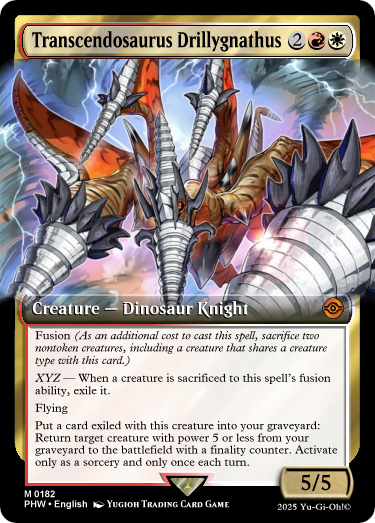 Transcendosaurus Drillygnathus 2
Creature — Dinosaur Knight
Fusion (As an additional cost to cast this spell, sacrifice two
nontoken creatures, including a creature that shares a creature
type with this card.)
XYZ — When a creature is sacrificed to this spell's fusion
ability, exile it.
Flying
Put a card exiled with this creature into your graveyard:
Return target creature with power 5 or less from your
graveyard to the battlefield with a finality counter. Activate
only as a sorcery and only once each turn.
5/5
M 0182
PHW • English Yugioh Trading Card Game
2025 Yu-Gi-Oh!©